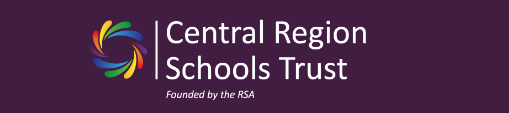 Central Region
Schools Trust
Founded by the RSA